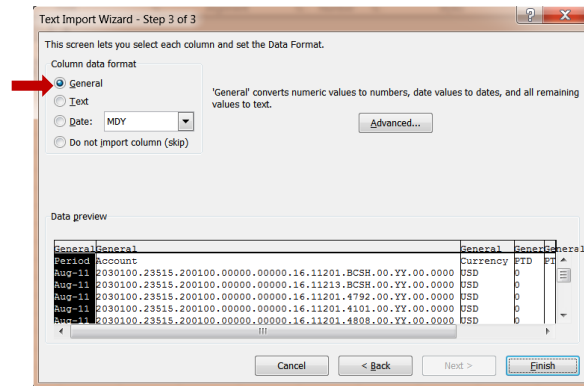 Text Import Wizard - Step 3 of 3
This screen lets you select each column and set the Data Format.
Column data format
General
Text
Date: MDY
Do not import column (skip)
'General' converts numeric values to numbers, date values to dates, and all remaining
values to text.
Advanced...
Data preview
General General General General General
Period Account Currency PTD PT
Aug-11 2030100.23515.200100.00000.00000.16.11201.BCSH.00.YY.00.0000 USD 0
Aug-11 2030100.23515.200100.00000.00000.16.11213.BCSH.00.YY.00.0000 USD 0
Aug-11 2030100.23515.200100.00000.00000.16.11201.4792.00.YY.00.0000 USD 0
Aug-11 2030100.23515.200100.00000.00000.16.11201.4101.00.YY.00.0000 USD 0
Aug-11 2030100.23515.200100.00000.00000.16.11201.4808.00.YY.00.0000 USD 0
Cancel < Back Next > Finish